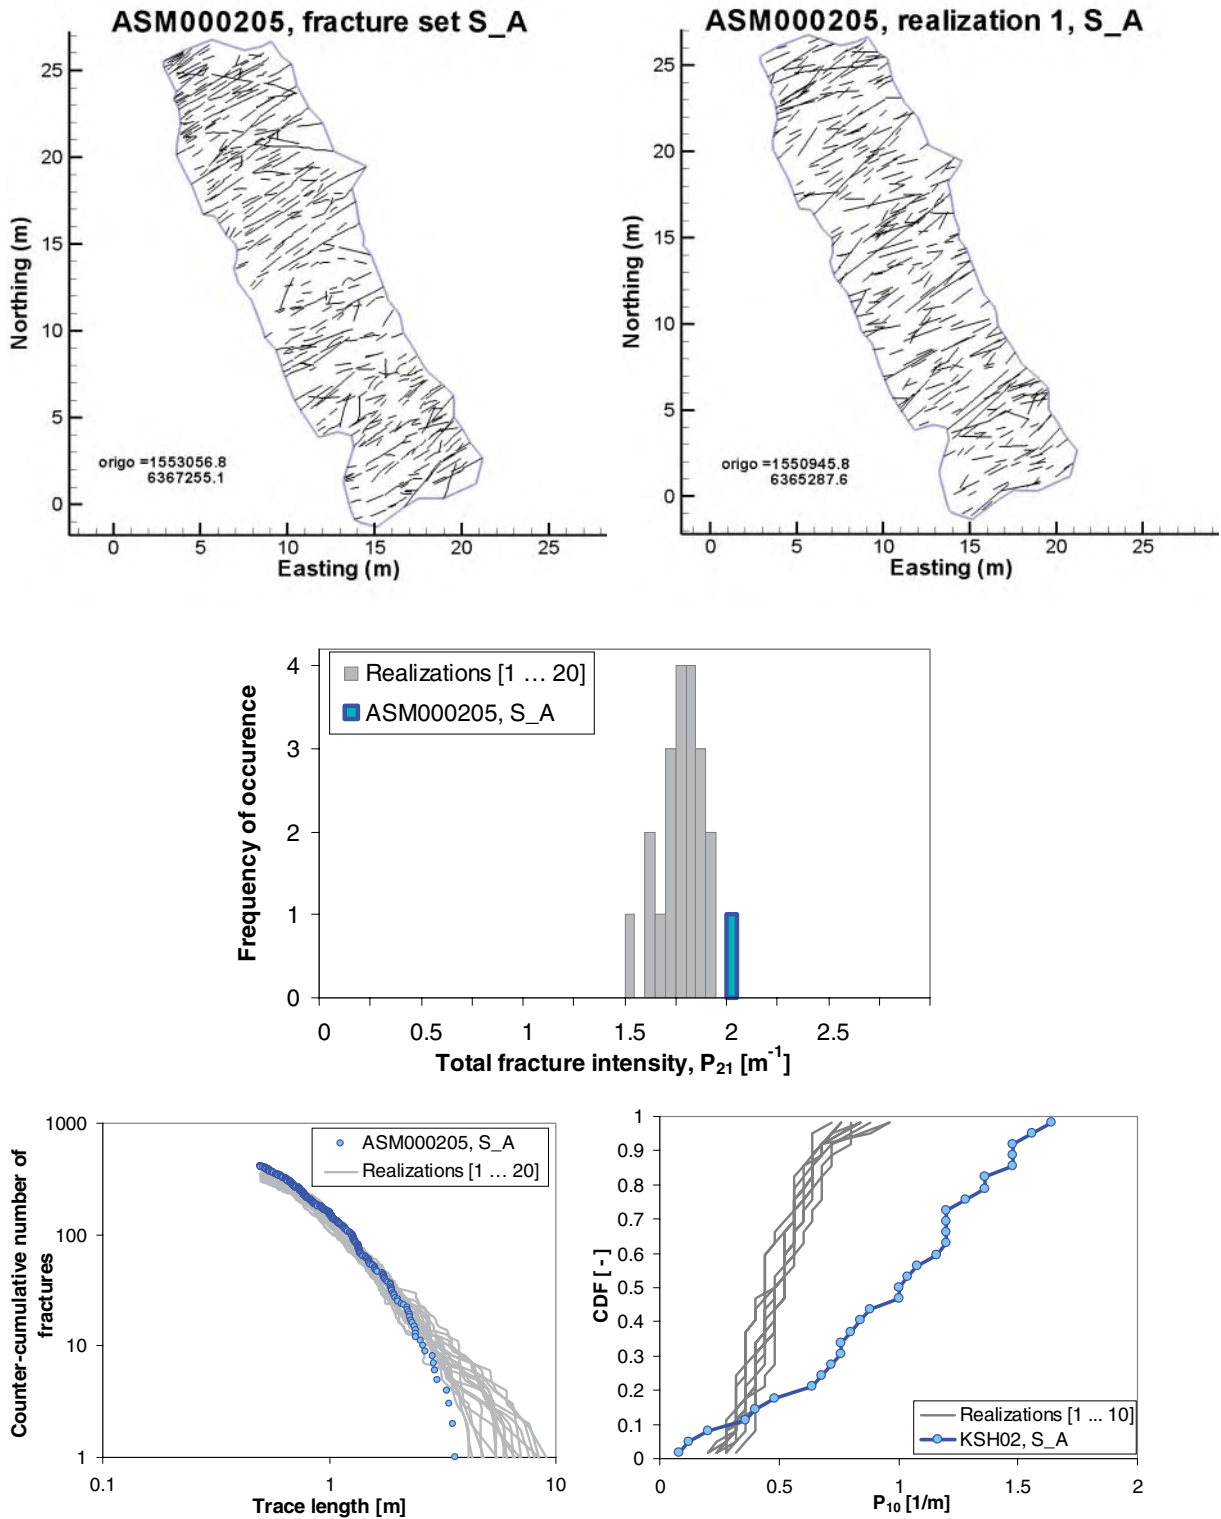 ASM000205, fracture set S_A
25
20
15
10
5
0
Northing (m)
origo =1553056.8
6367255.1
0 5 10 15 20 25
Easting (m)
ASM000205, realization 1, S_A
25
20
15
10
5
0
Northing (m)
origo =1550945.8
6365287.6
0 5 10 15 20 25
Easting (m)
4
3
2
1
0
Frequency of occurence
Realizations [1 ... 20]
ASM000205, S_A
0 0.5 1 1.5 2 2.5
Total fracture intensity, P21 [m-1]
1000
100
10
1
Counter-cumulative number of
fractures
ASM000205, S_A
Realizations [1 ... 20]
0.1 1 10
Trace length [m]
1
0.9
0.8
0.7
0.6
0.5
0.4
0.3
0.2
0.1
0
CDF [ - ]
Realizations [1 ... 10]
KSH02, S_A
0 0.5 1 1.5 2
P10 [1/m]